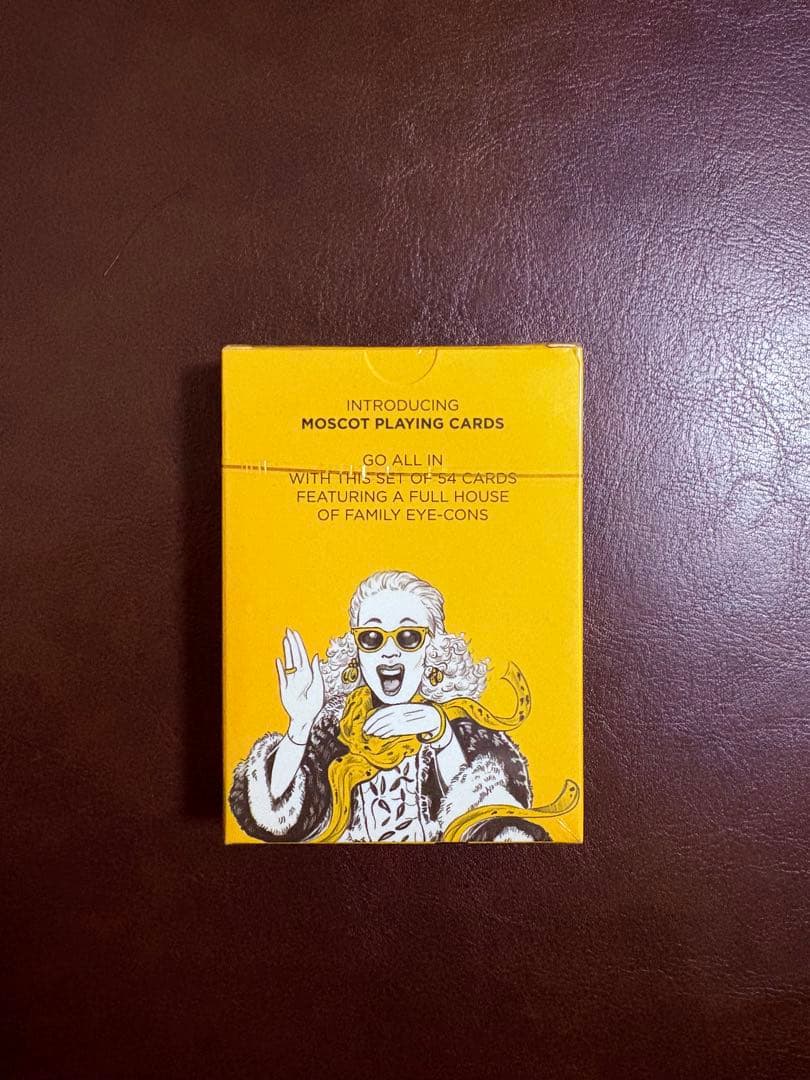 INTRODUCING
MOSCOT PLAYING CARDS
GO ALL IN
WITH THIS SET OF 54 CARDS
FEATURING A FULL HOUSE
OF FAMILY EYE-CONS